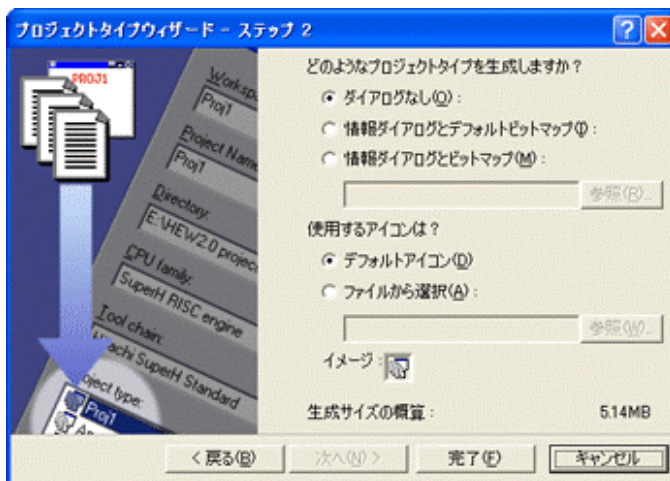 プロジェクトタイプウィザード - ステップ 2
PROJ1
Workspa
Proj1
Project Name
Proj1
Directory:
E:\HEW2.0 projec
CPU family:
SuperH RISC engine
Tool chain:
Hitachi SuperH Standard
oject type:
Proj1
どのようなプロジェクトタイプを生成しますか？
ダイアログなし(O)：
情報ダイアログとデフォルトビットマップ(I)：
情報ダイアログとビットマップ(M)：
参照(R)...
使用するアイコンは？
デフォルトアイコン(D)
ファイルから選択(A)：
参照(W)...
イメージ：
生成サイズの概算： 5.14MB
< 戻る(B) 次へ(N) > 完了(F) キャンセル